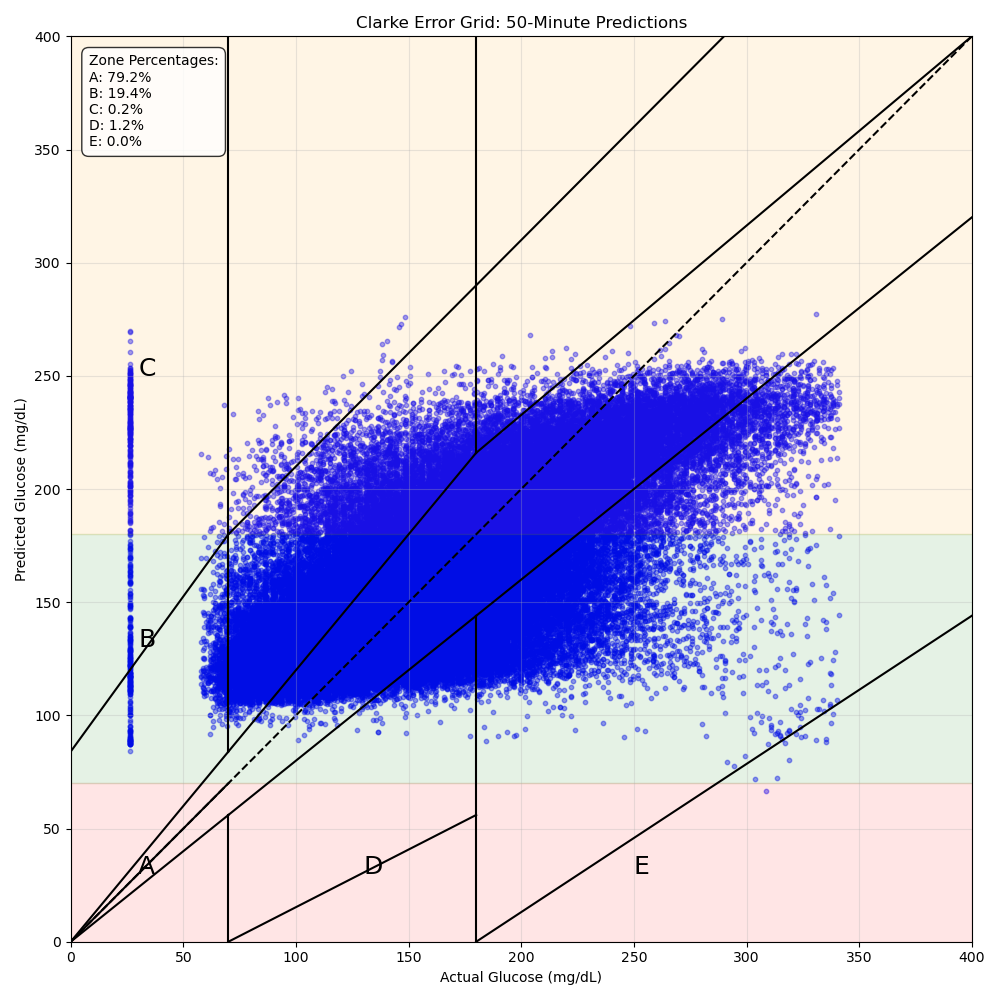 Clarke Error Grid: 50-Minute Predictions
400
350
300
250
200
150
100
50
0
Predicted Glucose (mg/dL)
Zone Percentages:
A: 79.2%
B: 19.4%
C: 0.2%
D: 1.2%
E: 0.0%
C
B
A
D
E
0 50 100 150 200 250 300 350 400
Actual Glucose (mg/dL)